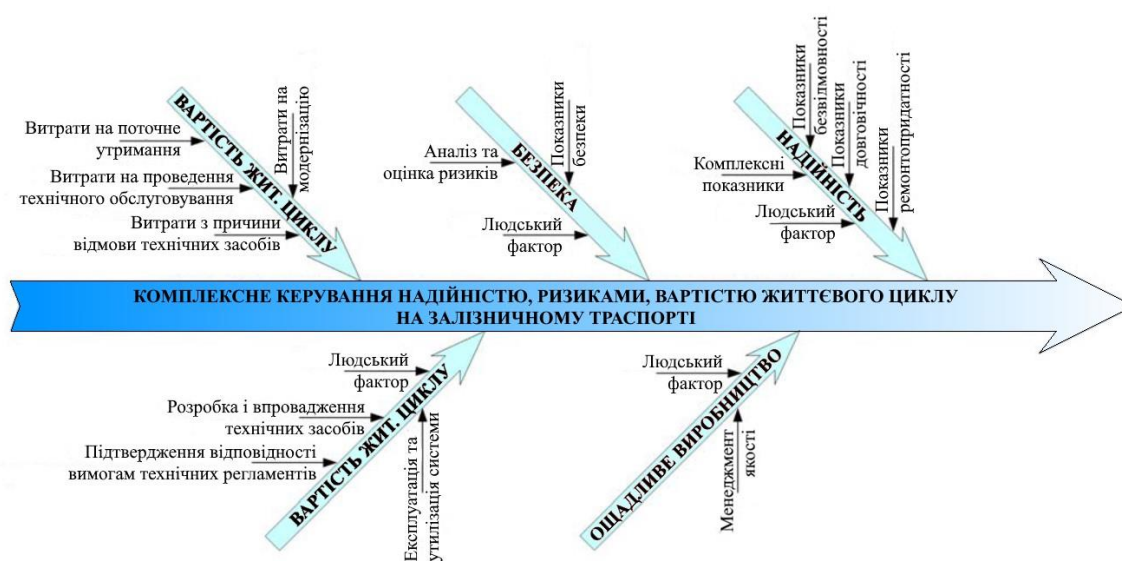 ВАРТІСТЬ ЖИТ. ЦИКЛУ
Витрати на поточне
утримання
Витрати на проведення
технічного обслуговування
Витрати з причини
відмови технічних засобів
Витрати на
модернізацію
БЕЗПЕКА
Аналіз та
оцінка ризиків
Показники
безпеки
Людський
фактор
НАДІЙНІСТЬ
Комплексні
показники
Показники
безвідмовності
Показники
довговічності
Показники
ремонтопридатності
Людський
фактор
КОМПЛЕКСНЕ КЕРУВАННЯ НАДІЙНІСТЮ, РИЗИКАМИ, ВАРТІСТЮ ЖИТТЄВОГО ЦИКЛУ
НА ЗАЛІЗНИЧНОМУ ТРАСПОРТІ
ВАРТІСТЬ ЖИТ. ЦИКЛУ
Людський
фактор
Розробка і впровадження
технічних засобів
Підтвердження відповідності
вимогам технічних регламентів
Експлуатація та
утилізація системи
ОЩАДЛИВЕ ВИРОБНИЦТВО
Людський
фактор
Менеджмент
якості